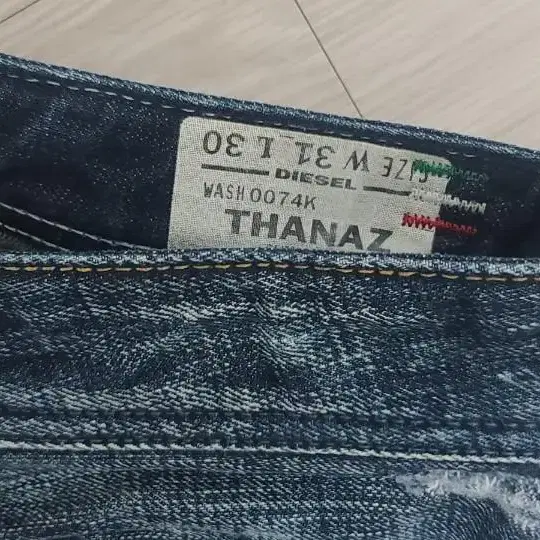 SIZE W 31 L 30
DIESEL
WASH 0074K
THANAZ